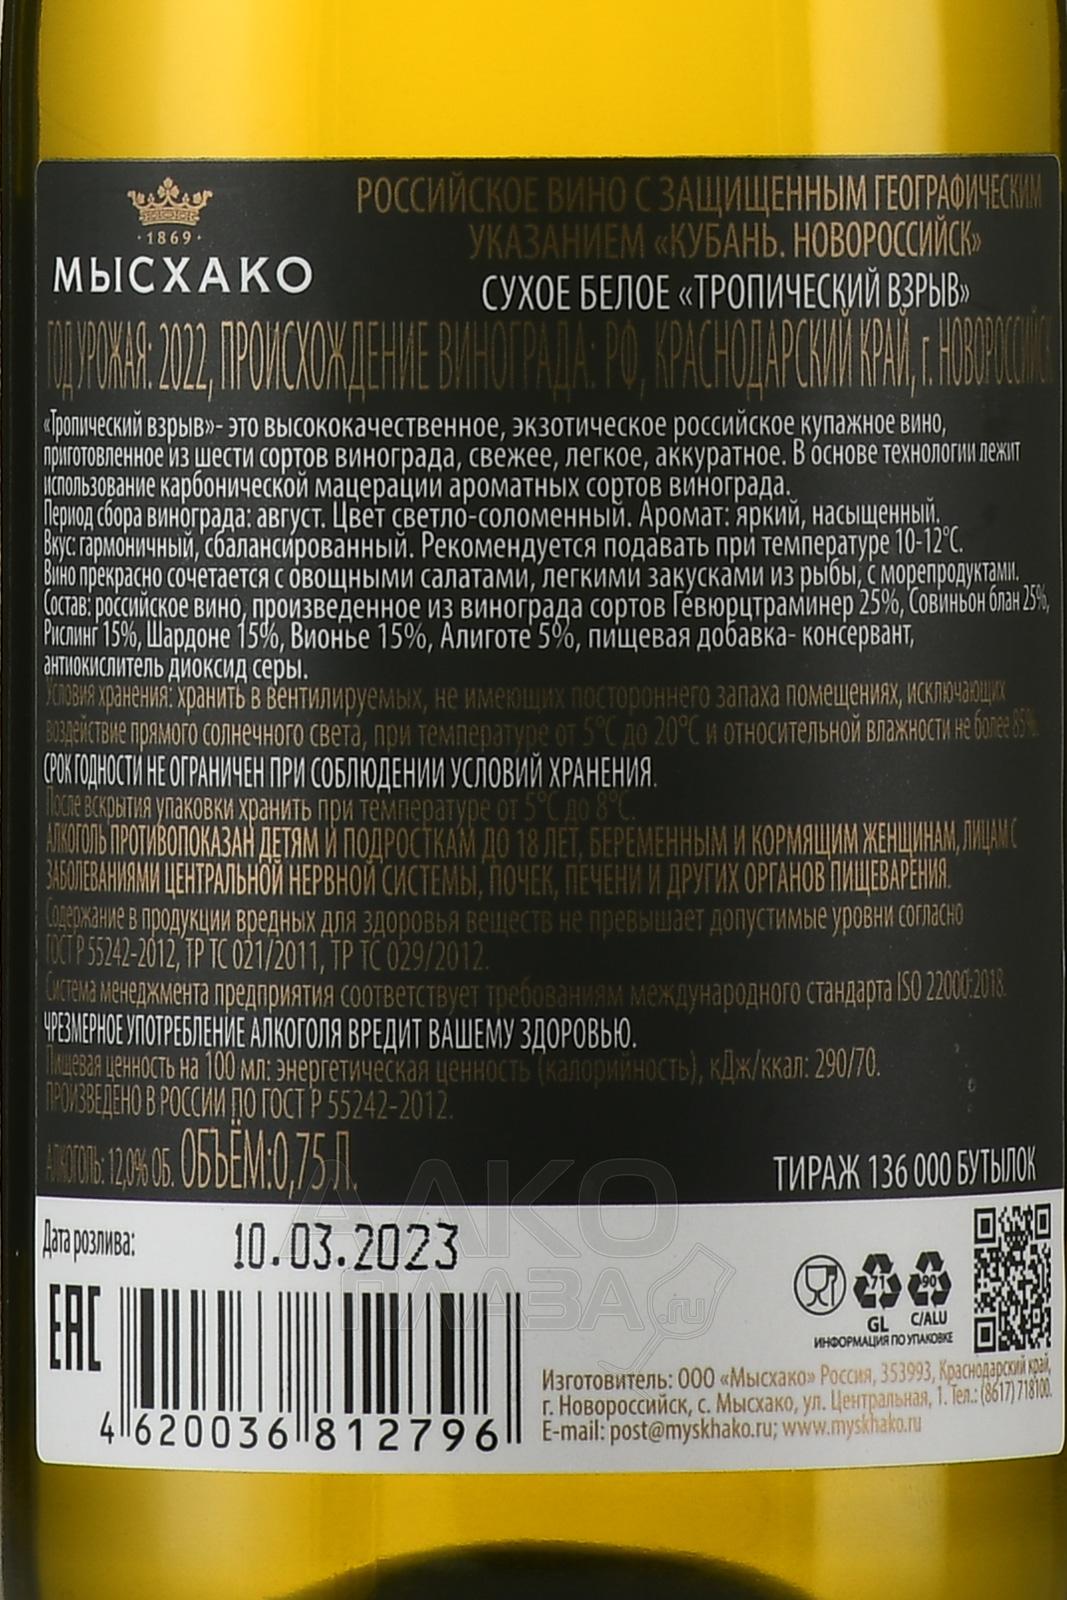 ·1869·
МЫСХАКО
РОССИЙСКОЕ ВИНО С ЗАЩИЩЕННЫМ ГЕОГРАФИЧЕСКИМ
УКАЗАНИЕМ «КУБАНЬ. НОВОРОССИЙСК»
СУХОЕ БЕЛОЕ «ТРОПИЧЕСКИЙ ВЗРЫВ»
ГОД УРОЖАЯ: 2022, ПРОИСХОЖДЕНИЕ ВИНОГРАДА: РФ, КРАСНОДАРСКИЙ КРАЙ, г. НОВОРОССИЙСК
«Тропический взрыв»- это высококачественное, экзотическое российское купажное вино,
приготовленное из шести сортов винограда, свежее, легкое, аккуратное. В основе технологии лежит
использование карбонической мацерации ароматных сортов винограда.
Период сбора винограда: август. Цвет светло-соломенный. Аромат: яркий, насыщенный.
Вкус: гармоничный, сбалансированный. Рекомендуется подавать при температуре 10-12°С.
Вино прекрасно сочетается с овощными салатами, легкими закусками из рыбы, с морепродуктами.
Состав: российское вино, произведенное из винограда сортов Гевюрцтраминер 25%, Совиньон блан 25%,
Рислинг 15%, Шардоне 15%, Вионье 15%, Алиготе 5%, пищевая добавка- консервант,
антиокислитель диоксид серы.
Условия хранения: хранить в вентилируемых, не имеющих постороннего запаха помещениях, исключающих
воздействие прямого солнечного света, при температуре от 5°С до 20°С и относительной влажности не более 85%.
СРОК ГОДНОСТИ НЕ ОГРАНИЧЕН ПРИ СОБЛЮДЕНИИ УСЛОВИЙ ХРАНЕНИЯ.
После вскрытия упаковки хранить при температуре от 5°С до 8°С.
АЛКОГОЛЬ ПРОТИВОПОКАЗАН ДЕТЯМ И ПОДРОСТКАМ ДО 18 ЛЕТ, БЕРЕМЕННЫМ И КОРМЯЩИМ ЖЕНЩИНАМ, ЛИЦАМ С
ЗАБОЛЕВАНИЯМИ ЦЕНТРАЛЬНОЙ НЕРВНОЙ СИСТЕМЫ, ПОЧЕК, ПЕЧЕНИ И ДРУГИХ ОРГАНОВ ПИЩЕВАРЕНИЯ.
Содержание в продукции вредных для здоровья веществ не превышает допустимые уровни согласно
ГОСТ Р 55242-2012, ТР ТС 021/2011, ТР ТС 029/2012.
Система менеджмента предприятия соответствует требованиям международного стандарта ISO 22000:2018.
ЧРЕЗМЕРНОЕ УПОТРЕБЛЕНИЕ АЛКОГОЛЯ ВРЕДИТ ВАШЕМУ ЗДОРОВЬЮ.
Пищевая ценность на 100 мл: энергетическая ценность (калорийность), кДж/ккал: 290/70.
ПРОИЗВЕДЕНО В РОССИИ ПО ГОСТ Р 55242-2012.
АЛКОГОЛЬ: 12,0% ОБ. ОБЪЁМ:0,75 Л.
ТИРАЖ 136 000 БУТЫЛОК
АЛКО
ПЛАЗА .ru
Дата розлива:
10.03.2023
EAC
4 620036 812796
71
GL
90
C/ALU
ИНФОРМАЦИЯ ПО УПАКОВКЕ
Изготовитель: ООО «Мысхако» Россия, 353993, Краснодарский край,
г. Новороссийск, с. Мысхако, ул. Центральная, 1. Тел.: (8617) 718100.
E-mail: post@myskhako.ru; www.myskhako.ru